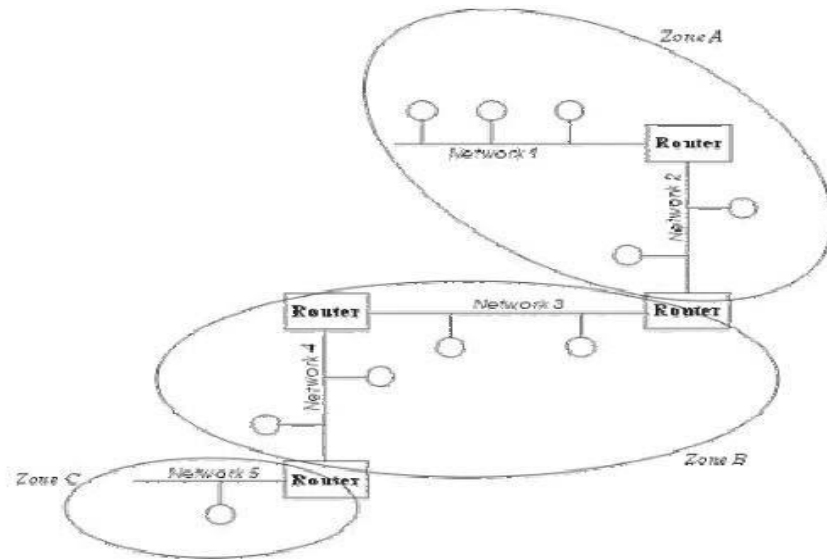 Zone A
Router
Network 1
Network 2
Router
Network 3
Router
Network 4
Zone B
Zone C
Network 5
Router